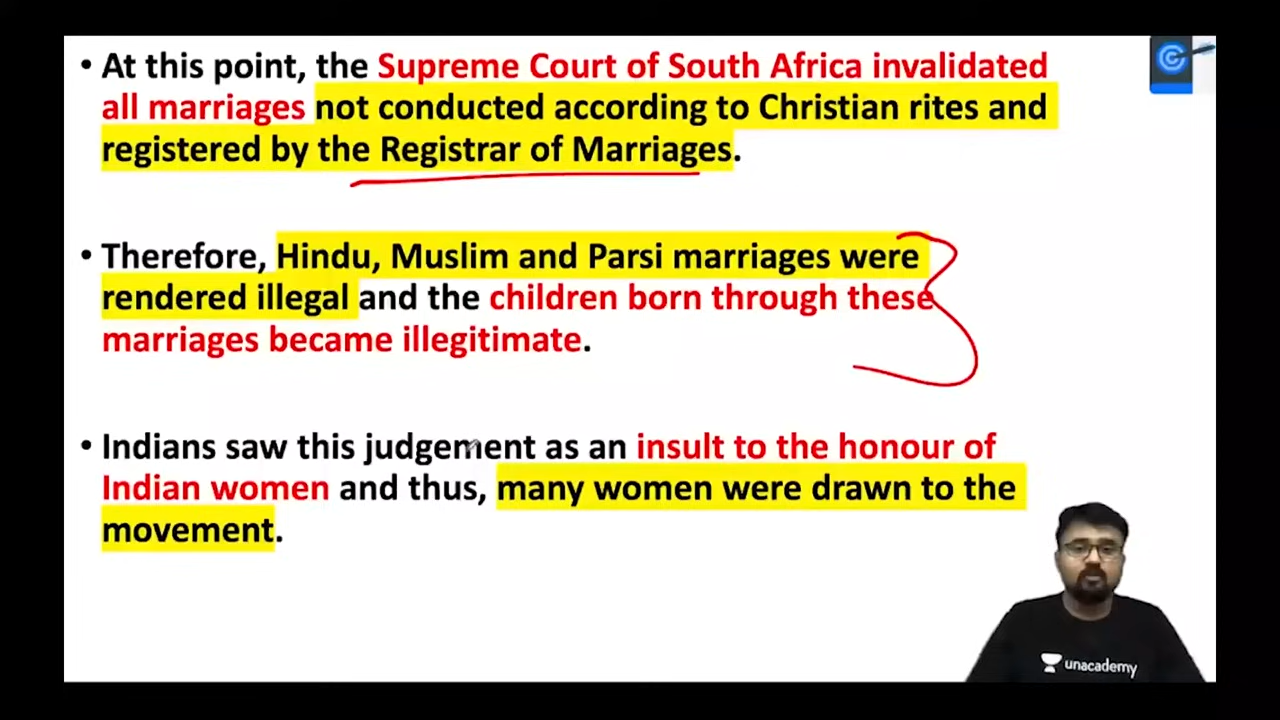 • At this point, the Supreme Court of South Africa invalidated
all marriages not conducted according to Christian rites and
registered by the Registrar of Marriages.
• Therefore, Hindu, Muslim and Parsi marriages were
rendered illegal and the children born through these
marriages became illegitimate.
• Indians saw this judgement as an insult to the honour of
Indian women and thus, many women were drawn to the
movement.
unacademy